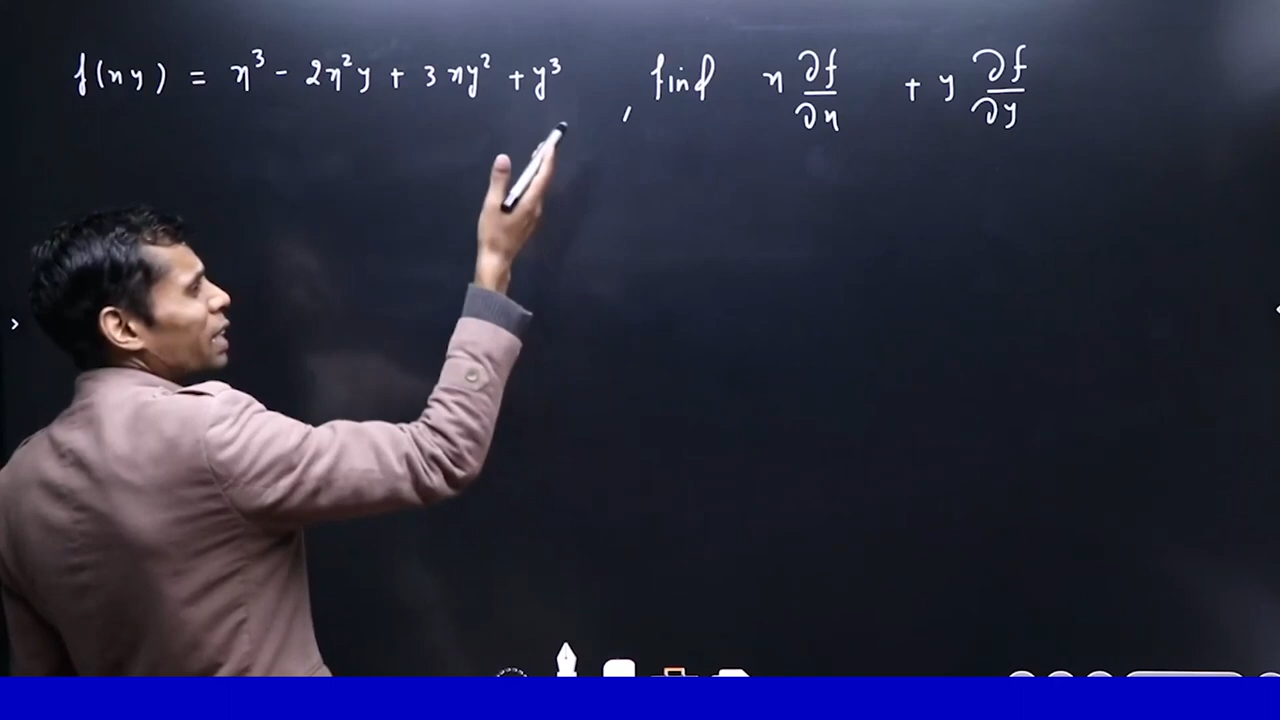 f(xy) = x³ - 2x²y + 3xy² + y³ , find x ∂f/∂x + y ∂f/∂y